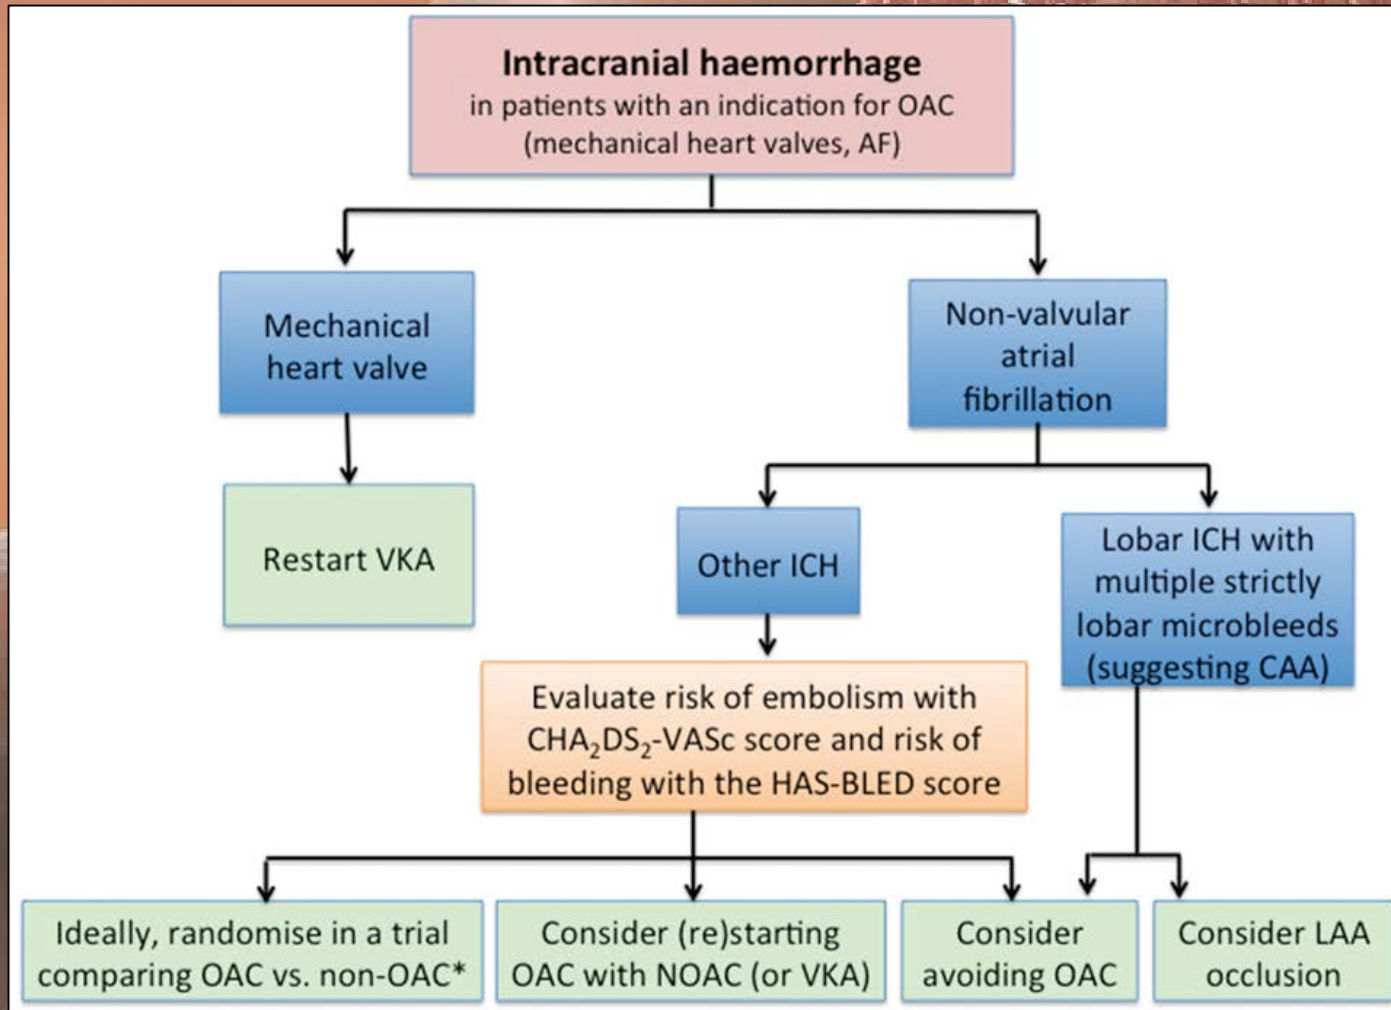 Intracranial haemorrhage
in patients with an indication for OAC
(mechanical heart valves, AF)
Mechanical
heart valve
Non-valvular
atrial
fibrillation
Restart VKA
Other ICH
Lobar ICH with
multiple strictly
lobar microbleeds
(suggesting CAA)
Evaluate risk of embolism with
CHA₂DS₂-VASc score and risk of
bleeding with the HAS-BLED score
Ideally, randomise in a trial
comparing OAC vs. non-OAC*
Consider (re)starting
OAC with NOAC (or VKA)
Consider
avoiding OAC
Consider LAA
occlusion